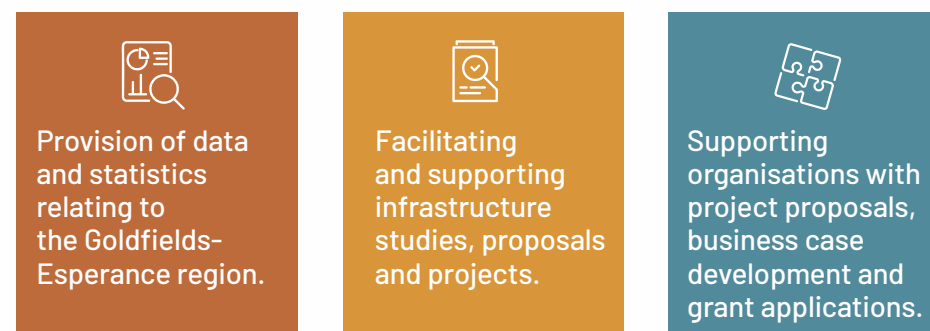 Provision of data
and statistics
relating to
the Goldfields-
Esperance region.
Facilitating
and supporting
infrastructure
studies, proposals
and projects.
Supporting
organisations with
project proposals,
business case
development and
grant applications.